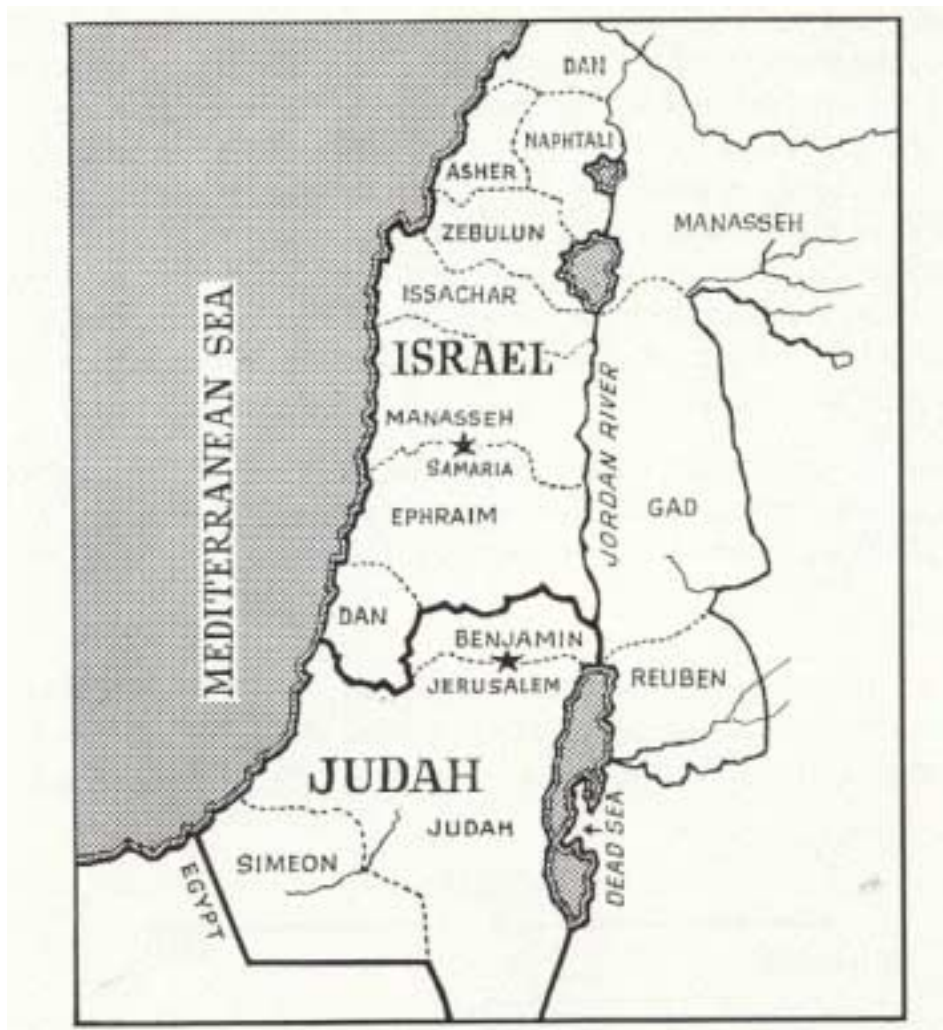 DAN
NAPHTALI
ASHER
MANASSEH
ZEBULUN
ISSACHAR
ISRAEL
MEDITERRANEAN SEA
MANASSEH
SAMARIA
JORDAN RIVER
GAD
EPHRAIM
DAN
BENJAMIN
JERUSALEM
REUBEN
JUDAH
JUDAH
DEAD SEA
SIMEON
EGYPT